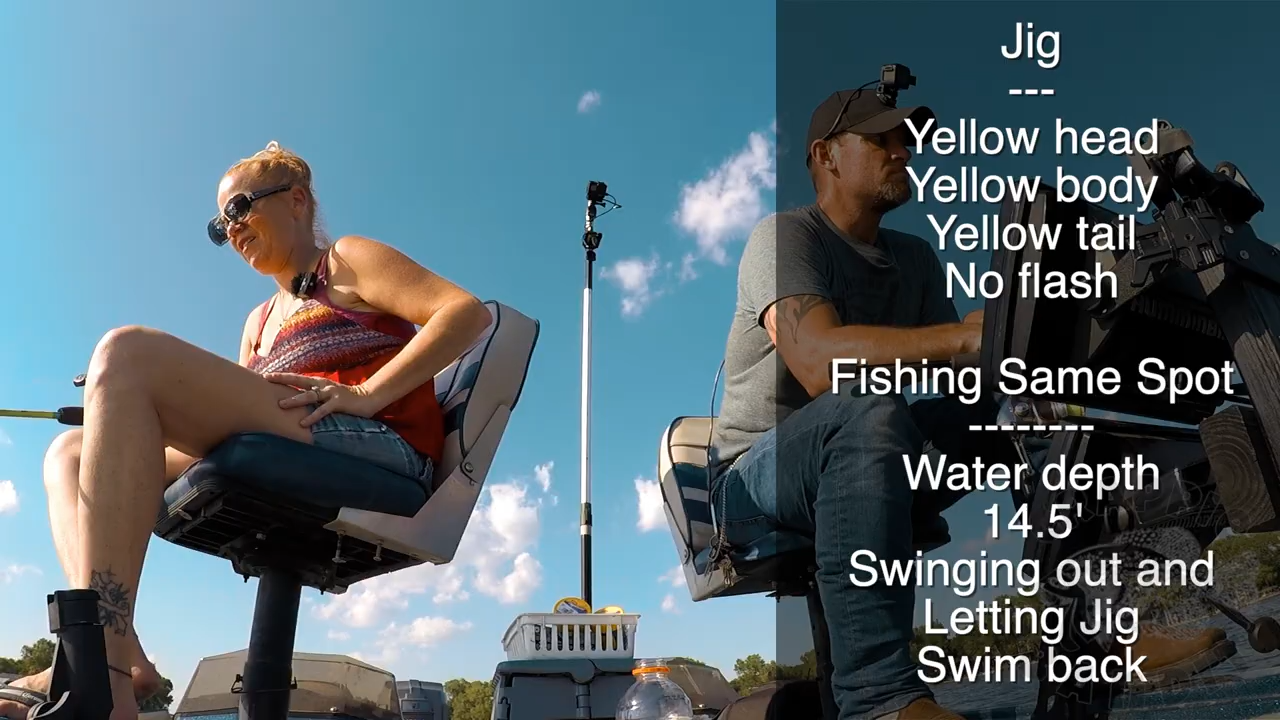 Jig
---
Yellow head
Yellow body
Yellow tail
No flash
Fishing Same Spot
--------
Water depth
14.5'
Swinging out and
Letting Jig
Swim back